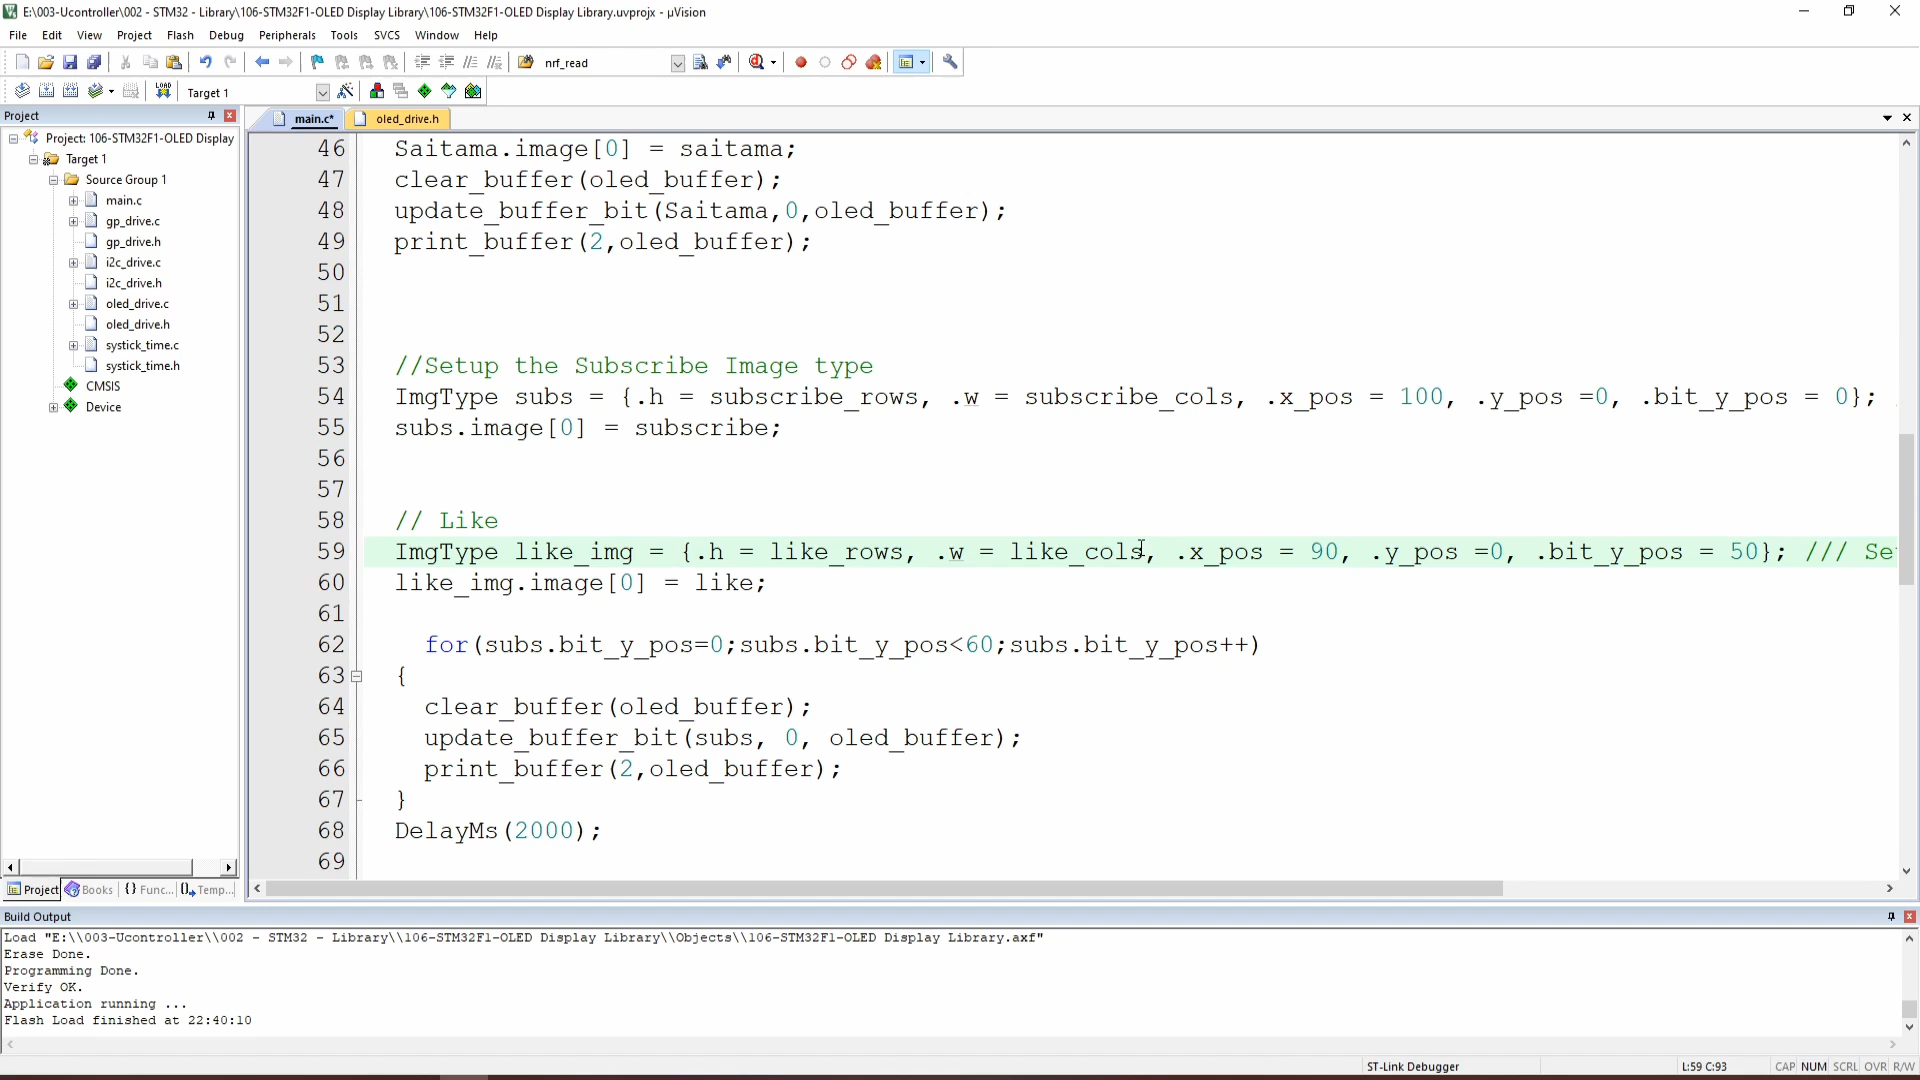 E:\003-Ucontroller\002 - STM32 - Library\106-STM32F1-OLED Display Library\106-STM32F1-OLED Display Library.uvprojx - µVision
File Edit View Project Flash Debug Peripherals Tools SVCS Window Help
nrf_read
LOAD Target 1
Project
main.c* oled_drive.h
Project: 106-STM32F1-OLED Display
Target 1
Source Group 1
main.c
gp_drive.c
gp_drive.h
i2c_drive.c
i2c_drive.h
oled_drive.c
oled_drive.h
systick_time.c
systick_time.h
CMSIS
Device
Project Books {} Func... Temp...
46 Saitama.image[0] = saitama;
47 clear_buffer(oled_buffer);
48 update_buffer_bit(Saitama,0,oled_buffer);
49 print_buffer(2,oled_buffer);
50
51
52
53 //Setup the Subscribe Image type
54 ImgType subs = {.h = subscribe_rows, .w = subscribe_cols, .x_pos = 100, .y_pos =0, .bit_y_pos = 0};
55 subs.image[0] = subscribe;
56
57
58 // Like
59 ImgType like_img = {.h = like_rows, .w = like_cols, .x_pos = 90, .y_pos =0, .bit_y_pos = 50}; /// Se
60 like_img.image[0] = like;
61
62 for(subs.bit_y_pos=0;subs.bit_y_pos<60;subs.bit_y_pos++)
63 {
64 clear_buffer(oled_buffer);
65 update_buffer_bit(subs, 0, oled_buffer);
66 print_buffer(2,oled_buffer);
67 }
68 DelayMs(2000);
69
Build Output
Load "E:\\003-Ucontroller\\002 - STM32 - Library\\106-STM32F1-OLED Display Library\\Objects\\106-STM32F1-OLED Display Library.axf"
Erase Done.
Programming Done.
Verify OK.
Application running ...
Flash Load finished at 22:40:10
ST-Link Debugger L:59 C:93 CAP NUM SCRL OVR R/W